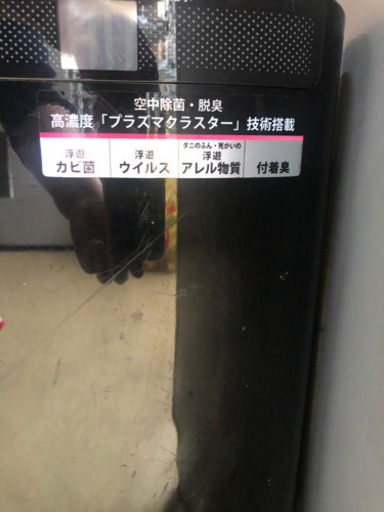 空中除菌・脱臭
高濃度「プラズマクラスター」技術搭載
浮遊
カビ菌
浮遊
ウイルス
ダニのふん・死がいの
浮遊
アレル物質
付着臭